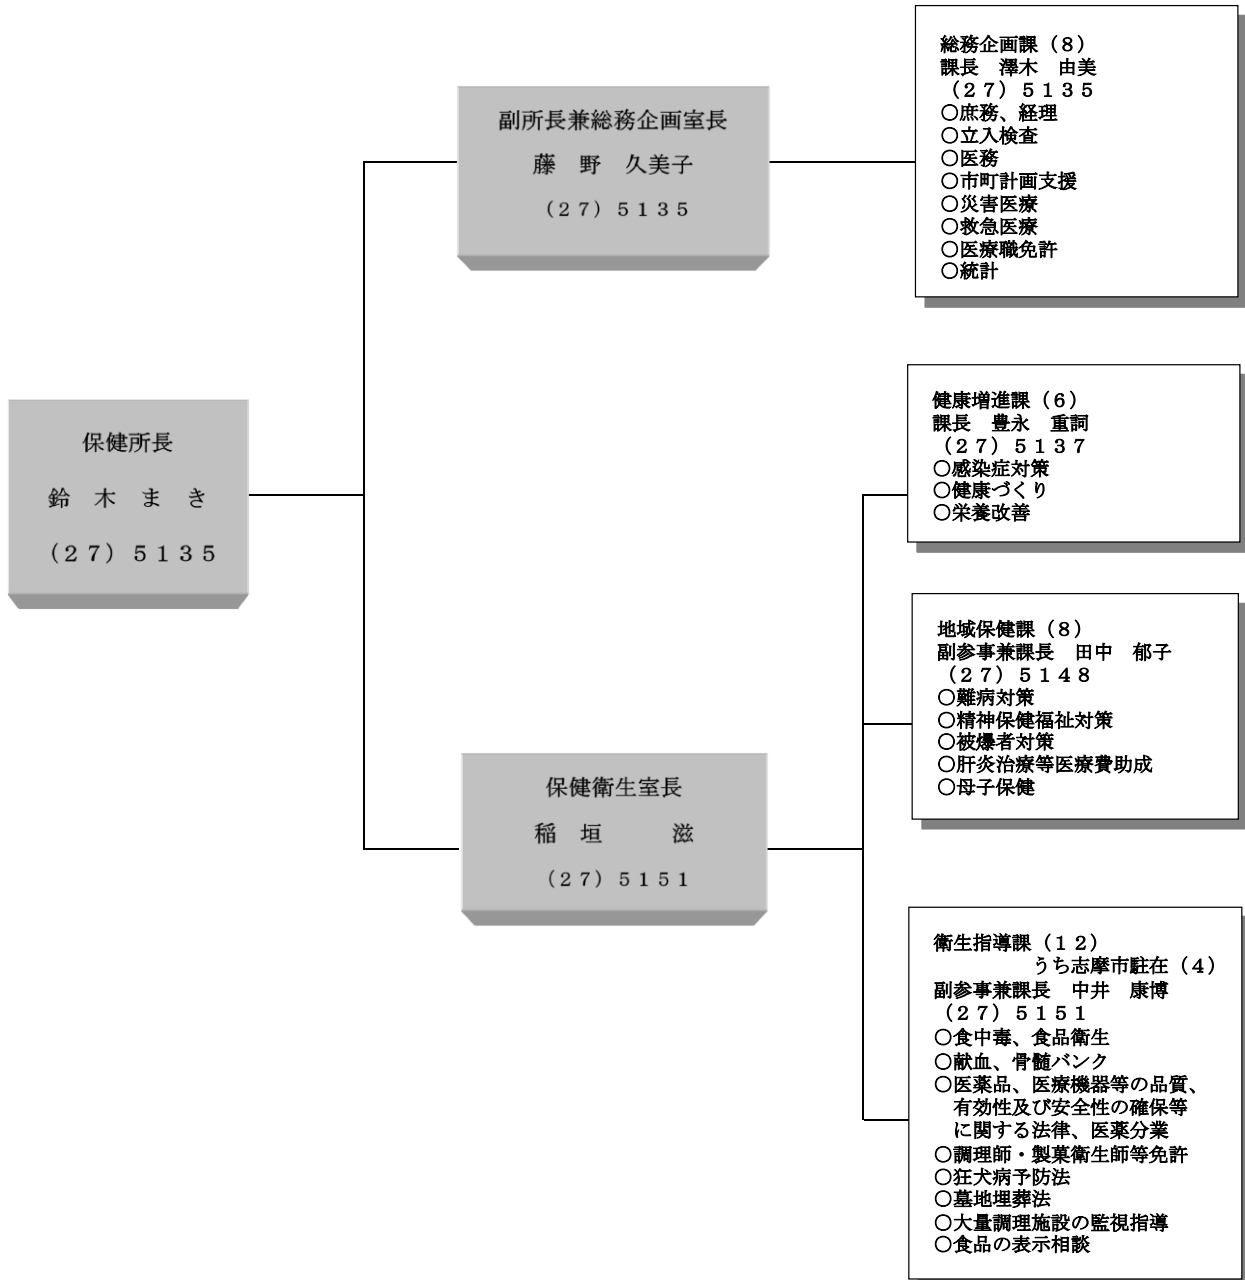 保健所長
鈴　木　ま　き
（２７）５１３５
副所長兼総務企画室長
藤　野　久美子
（２７）５１３５
総務企画課（８）
課長　澤木　由美
（２７）５１３５
○庶務、経理
○立入検査
○医務
○市町計画支援
○災害医療
○救急医療
○医療職免許
○統計
保健衛生室長
稲　垣　　　滋
（２７）５１５１
健康増進課（６）
課長　豊永　重詞
（２７）５１３７
○感染症対策
○健康づくり
○栄養改善
地域保健課（８）
副参事兼課長　田中　郁子
（２７）５１４８
○難病対策
○精神保健福祉対策
○被爆者対策
○肝炎治療等医療費助成
○母子保健
衛生指導課（１２）
うち志摩市駐在（４）
副参事兼課長　中井　康博
（２７）５１５１
○食中毒、食品衛生
○献血、骨髄バンク
○医薬品、医療機器等の品質、
有効性及び安全性の確保等
に関する法律、医薬分業
○調理師・製菓衛生師等免許
○狂犬病予防法
○墓地埋葬法
○大量調理施設の監視指導
○食品の表示相談